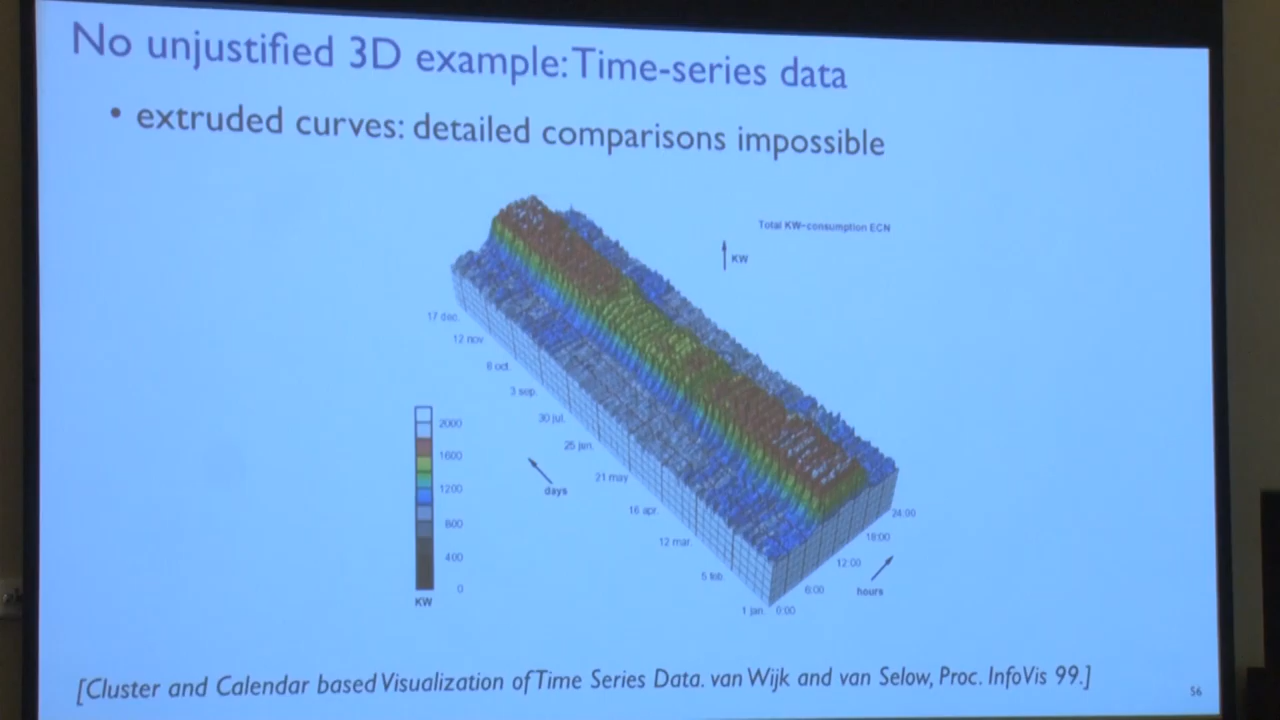 No unjustified 3D example: Time-series data
• extruded curves: detailed comparisons impossible
Total KW-consumption ECN
KW
17 dec.
12 nov.
8 oct.
3 sep.
30 jul.
25 jun.
21 may
16 apr.
12 mar.
5 feb.
1 jan.
days
2000
1600
1200
800
400
0
KW
0:00
6:00
12:00
18:00
24:00
hours
[Cluster and Calendar based Visualization of Time Series Data. van Wijk and van Selow, Proc. InfoVis 99.]
56